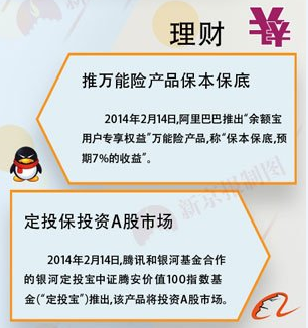 理财
推万能险产品保本保底
2014年2月14日,阿里巴巴推出“余额宝
用户专享权益”万能险产品,称“保本保底,预
期7%的收益”。
定投保投资A股市场
2014年2月14日,腾讯和银河基金合作
的银河定投宝中证腾安价值100指数基
金(“定投宝”)推出,该产品将投资A股市场。
新京报制图